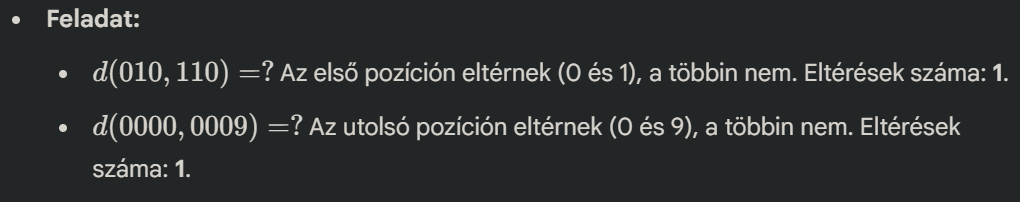 • Feladat:
• d(010, 110) =? Az első pozíción eltérnek (0 és 1), a többin nem. Eltérések száma: 1.
• d(0000, 0009) =? Az utolsó pozíción eltérnek (0 és 9), a többin nem. Eltérések
száma: 1.